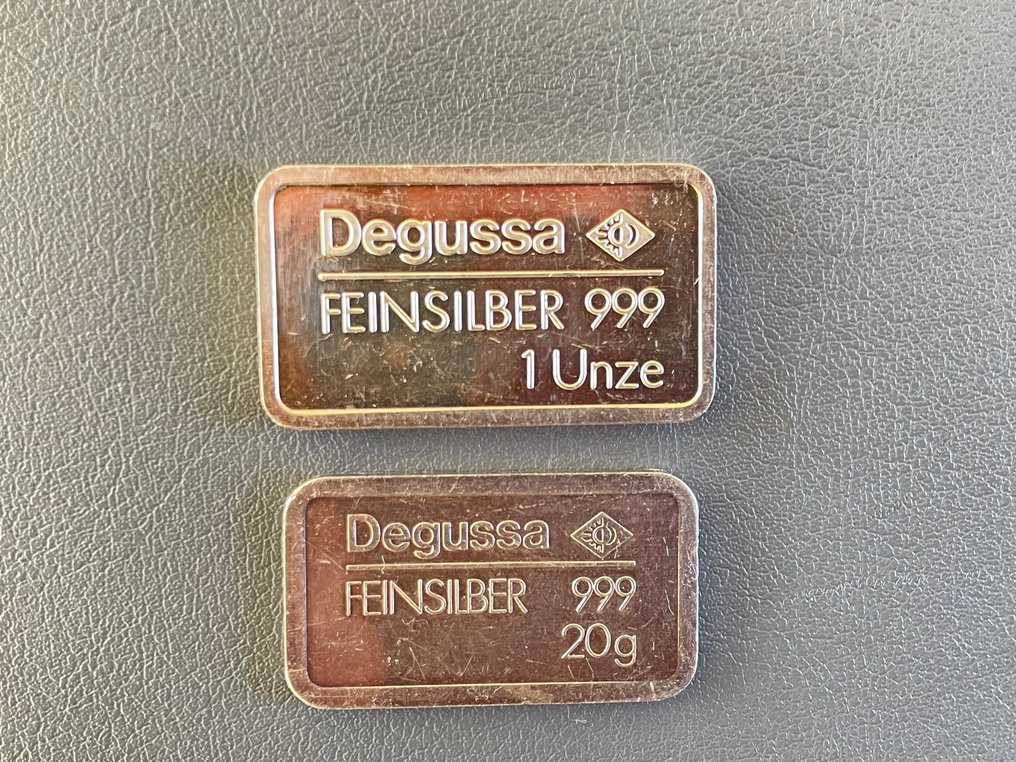 Degussa
FEINSILBER 999
1 Unze
Degussa
FEINSILBER 999
20g